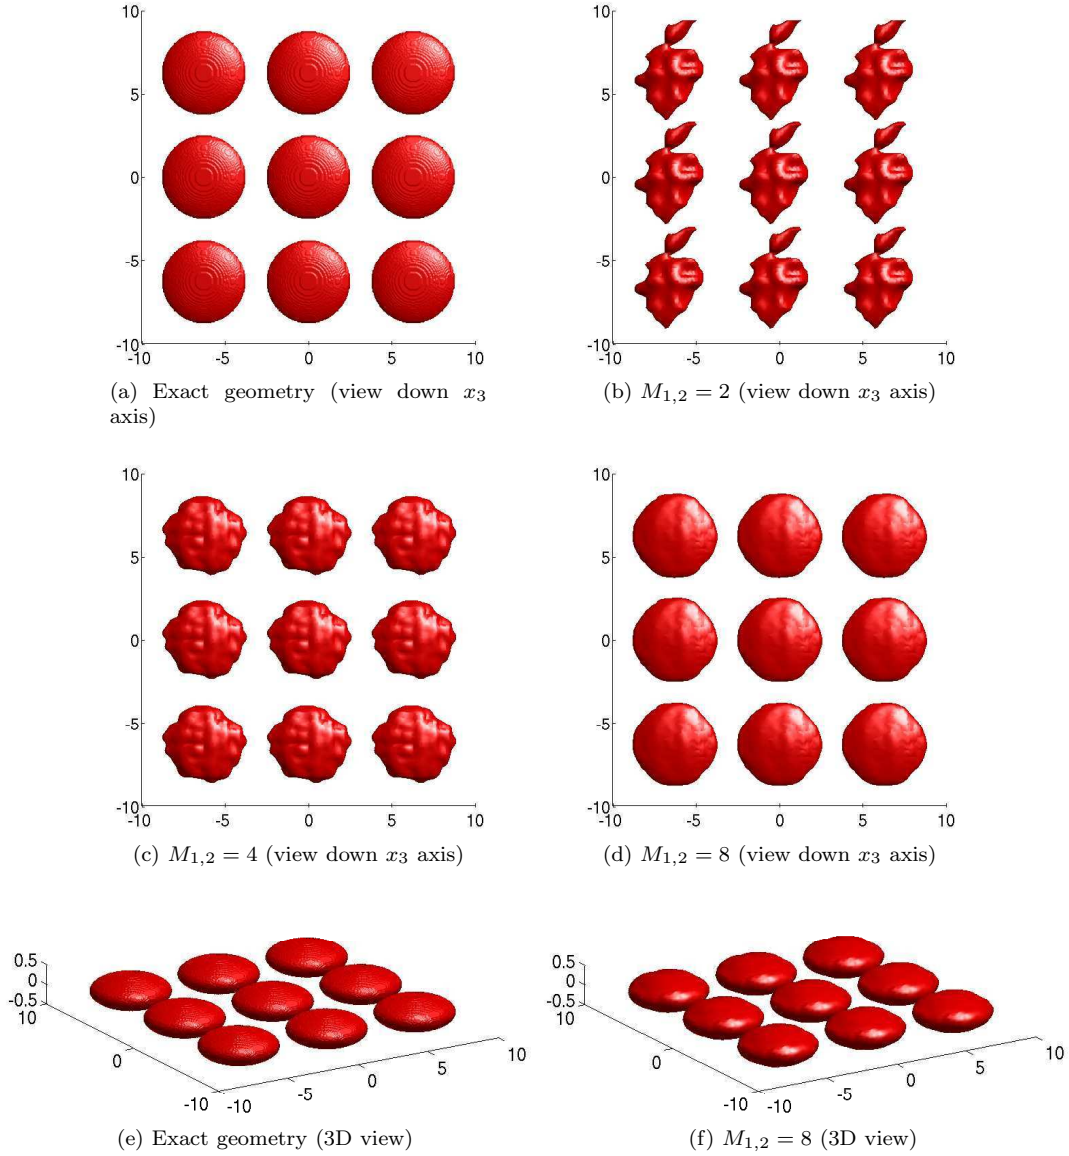 10
5
0
-5
-10
-10 -5 0 5 10
(a) Exact geometry (view down x₃
axis)
10
5
0
-5
-10
-10 -5 0 5 10
(b) M₁,₂ = 2 (view down x₃ axis)
10
5
0
-5
-10
-10 -5 0 5 10
(c) M₁,₂ = 4 (view down x₃ axis)
10
5
0
-5
-10
-10 -5 0 5 10
(d) M₁,₂ = 8 (view down x₃ axis)
0.5
0
-0.5
10
0
-10
-10 -5 0 5 10
(e) Exact geometry (3D view)
0.5
0
-0.5
10
0
-10
-10 -5 0 5 10
(f) M₁,₂ = 8 (3D view)